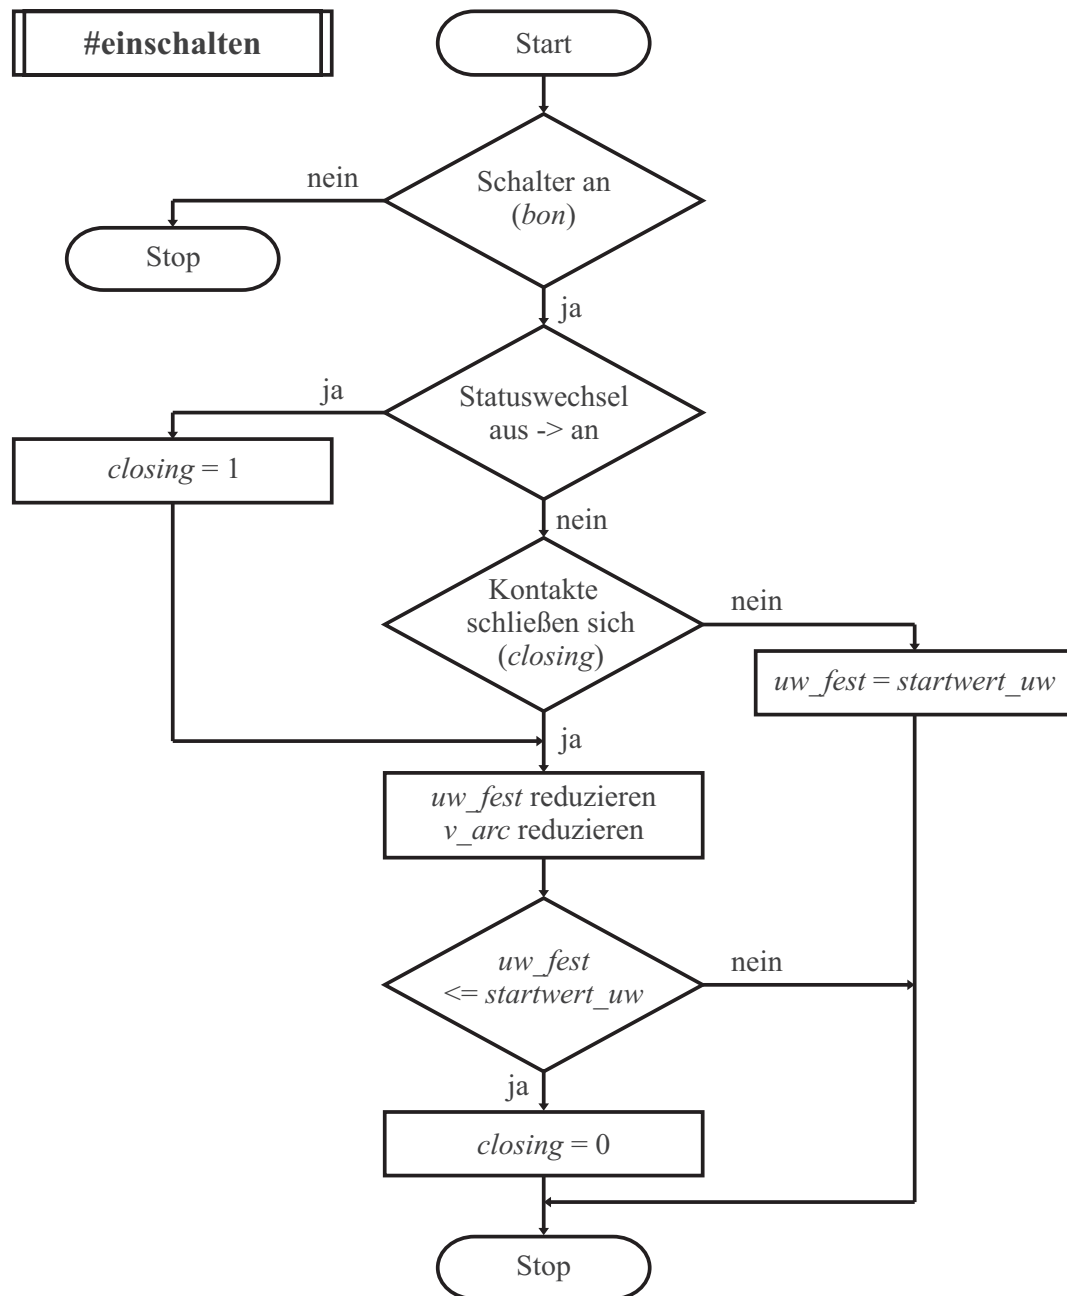 #einschalten
Start
Schalter an
(bon)
nein
Stop
ja
Statuswechsel
aus -> an
ja
closing = 1
nein
Kontakte
schließen sich
(closing)
nein
uw_fest = startwert_uw
ja
uw_fest reduzieren
v_arc reduzieren
uw_fest
<= startwert_uw
nein
ja
closing = 0
Stop